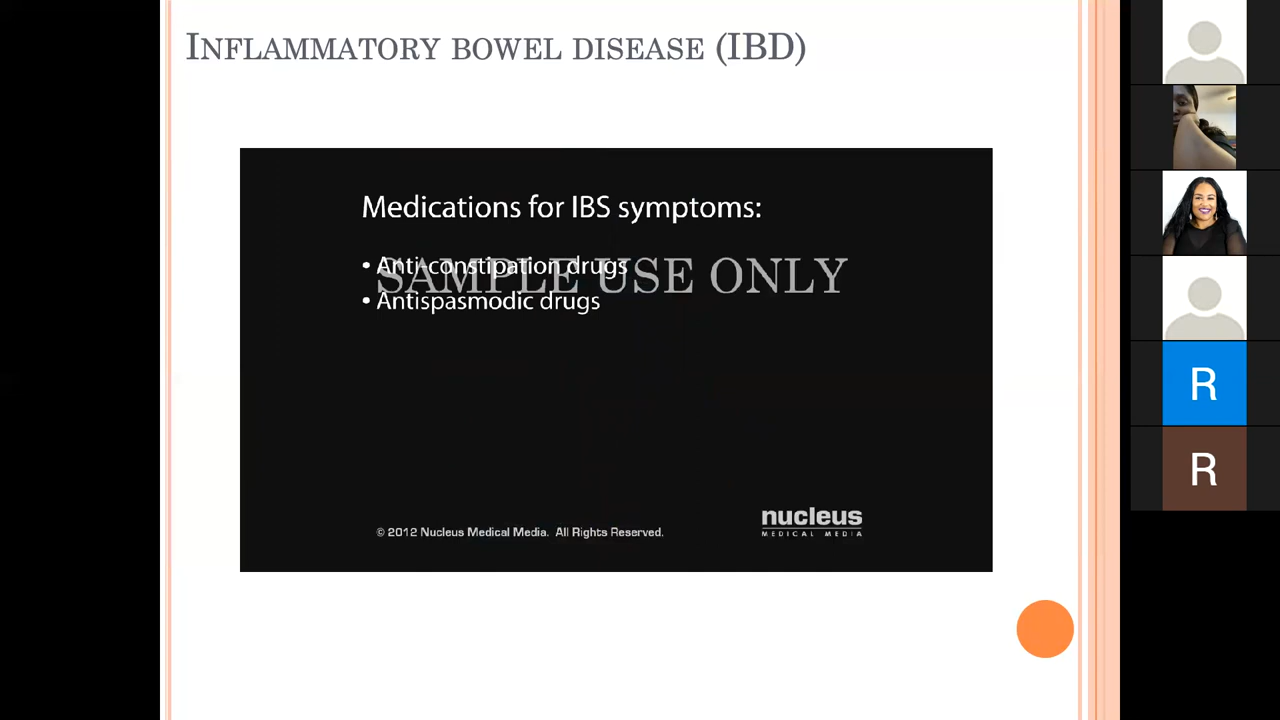 INFLAMMATORY BOWEL DISEASE (IBD)
Medications for IBS symptoms:
• Anti-constipation drugs
SAMPLE USE ONLY
• Antispasmodic drugs
© 2012 Nucleus Medical Media. All Rights Reserved.
nucleus
MEDICAL MEDIA
R
R